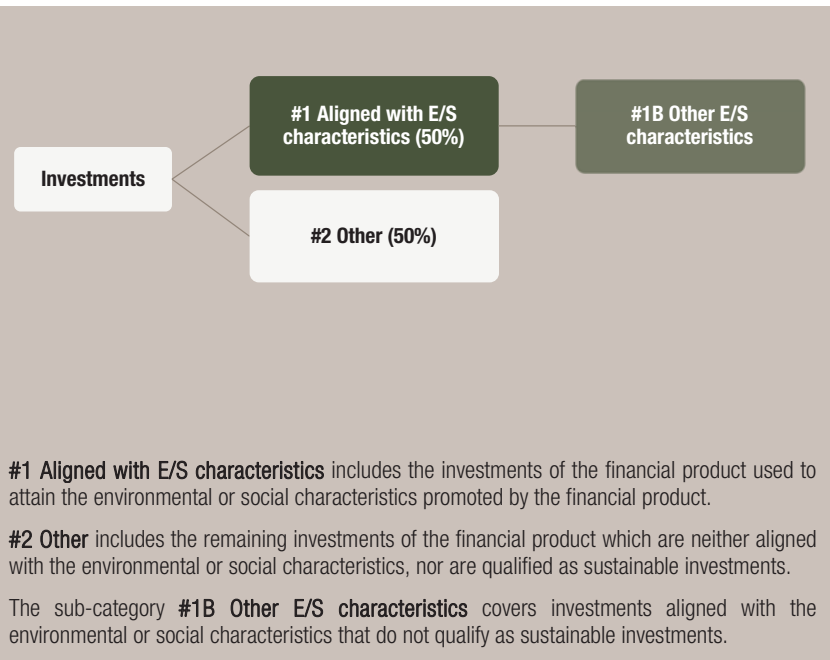 #1 Aligned with E/S
characteristics (50%)
#1B Other E/S
characteristics
Investments
#2 Other (50%)
#1 Aligned with E/S characteristics includes the investments of the financial product used to
attain the environmental or social characteristics promoted by the financial product.
#2 Other includes the remaining investments of the financial product which are neither aligned
with the environmental or social characteristics, nor are qualified as sustainable investments.
The sub-category #1B Other E/S characteristics covers investments aligned with the
environmental or social characteristics that do not qualify as sustainable investments.